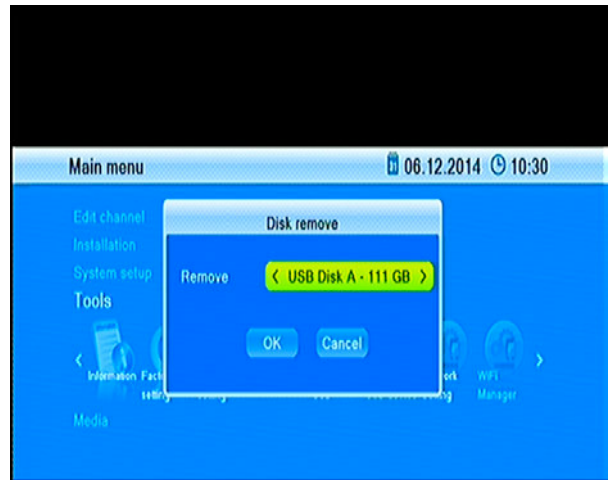 Main menu
06.12.2014 10:30
Edit channel
Installation
System setup
Tools
Disk remove
Remove
USB Disk A - 111 GB
OK Cancel
Information
setting
WIFI
Manager
Media